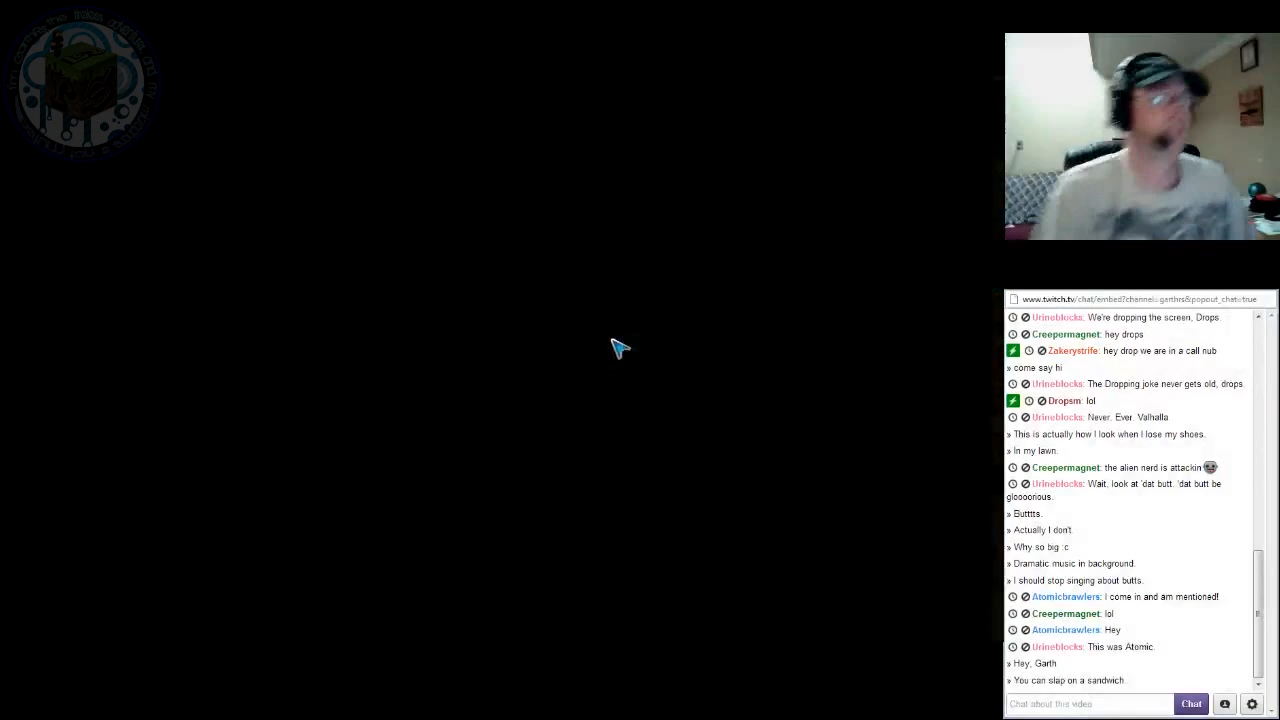 www.twitch.tv/chat/embed?channel=garthrs&popout_chat=true
Urineblocks: We're dropping the screen, Drops.
Creepermagnet: hey drops
Zakerystrife: hey drop we are in a call nub
» come say hi
Urineblocks: The Dropping joke never gets old, drops.
Dropsm: lol
Urineblocks: Never. Ever. Valhalla
» This is actually how I look when I lose my shoes.
» In my lawn.
Creepermagnet: the alien nerd is attackin
Urineblocks: Wait, look at 'dat butt. 'dat butt be
gloooorious.
» Butttts.
» Actually I don't.
» Why so big :c
» Dramatic music in background.
» I should stop singing about butts.
Atomicbrawlers: I come in and am mentioned!
Creepermagnet: lol
Atomicbrawlers: Hey
Urineblocks: This was Atomic.
» Hey, Garth
» You can slap on a sandwich.
Chat about this video
Chat